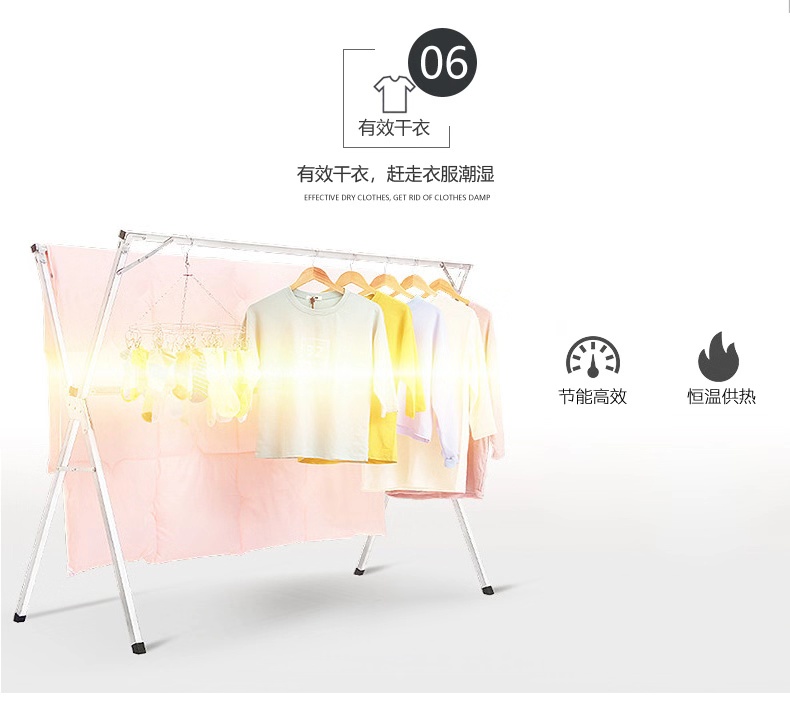 06
有效干衣
有效干衣，赶走衣服潮湿
EFFECTIVE DRY CLOTHES, GET RID OF CLOTHES DAMP
节能高效
恒温供热